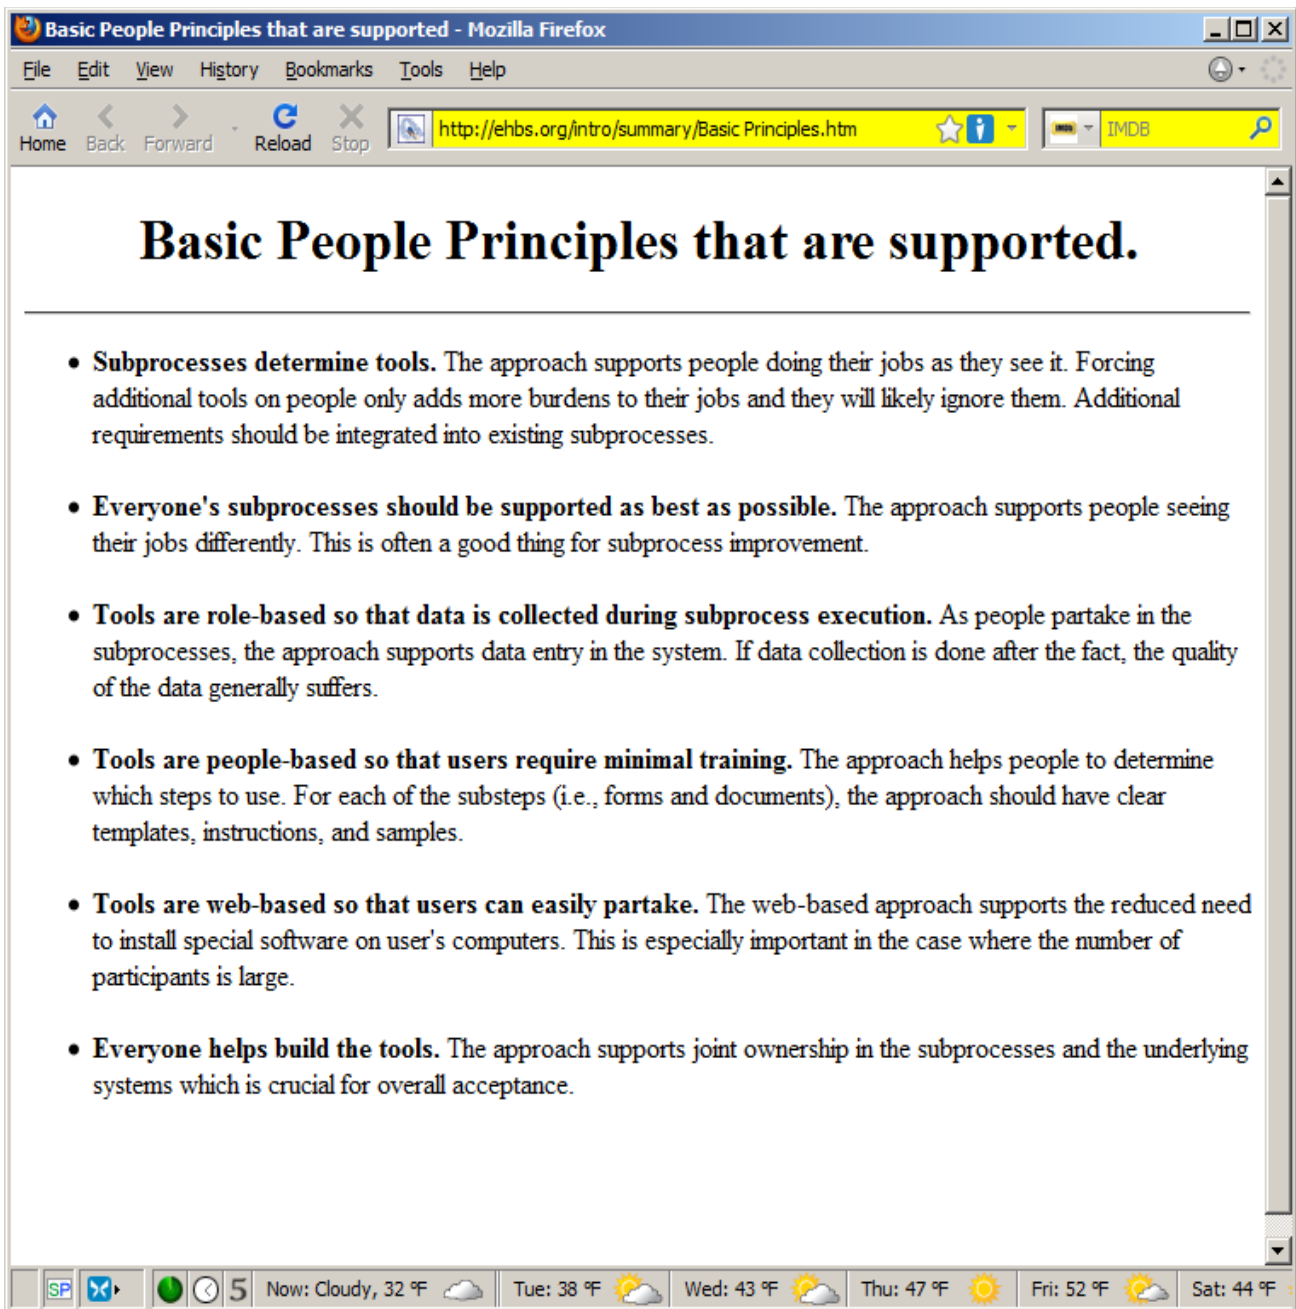 Basic People Principles that are supported - Mozilla Firefox
File Edit View History Bookmarks Tools Help
Home Back Forward Reload Stop http://ehbs.org/intro/summary/Basic Principles.htm IMDB
Basic People Principles that are supported.
• Subprocesses determine tools. The approach supports people doing their jobs as they see it. Forcing
additional tools on people only adds more burdens to their jobs and they will likely ignore them. Additional
requirements should be integrated into existing subprocesses.
• Everyone's subprocesses should be supported as best as possible. The approach supports people seeing
their jobs differently. This is often a good thing for subprocess improvement.
• Tools are role-based so that data is collected during subprocess execution. As people partake in the
subprocesses, the approach supports data entry in the system. If data collection is done after the fact, the quality
of the data generally suffers.
• Tools are people-based so that users require minimal training. The approach helps people to determine
which steps to use. For each of the substeps (i.e., forms and documents), the approach should have clear
templates, instructions, and samples.
• Tools are web-based so that users can easily partake. The web-based approach supports the reduced need
to install special software on user's computers. This is especially important in the case where the number of
participants is large.
• Everyone helps build the tools. The approach supports joint ownership in the subprocesses and the underlying
systems which is crucial for overall acceptance.
SP 5 Now: Cloudy, 32 °F Tue: 38 °F Wed: 43 °F Thu: 47 °F Fri: 52 °F Sat: 44 °F